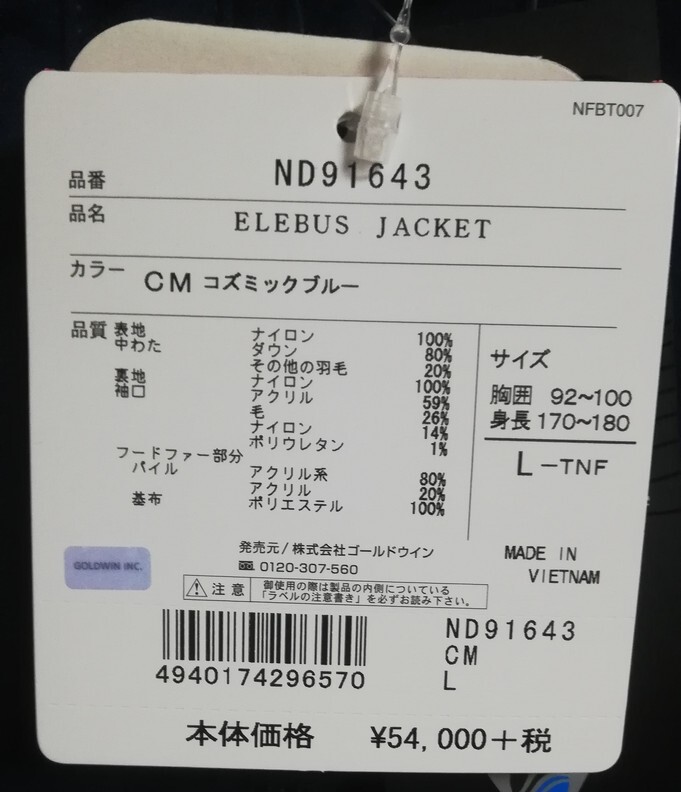 NFBT007
品番 ND91643
品名 ELEBUS JACKET
カラー CM コズミックブルー
品質 表地 ナイロン 100%
中わた ダウン 80%
その他の羽毛 20%
裏地 ナイロン 100%
袖口 アクリル 59%
毛 26%
ナイロン 14%
ポリウレタン 1%
フードファー部分
パイル アクリル系 80%
アクリル 20%
基布 ポリエステル 100%
サイズ
胸囲 92~100
身長 170~180
L-TNF
GOLDWIN INC.
発売元/株式会社ゴールドウイン
0120-307-560
注意 御使用の際は製品の内側についている
「ラベルの注意書き」を必ずお読み下さい。
MADE IN
VIETNAM
4940174296570
ND91643
CM
L
本体価格 ¥54,000+税